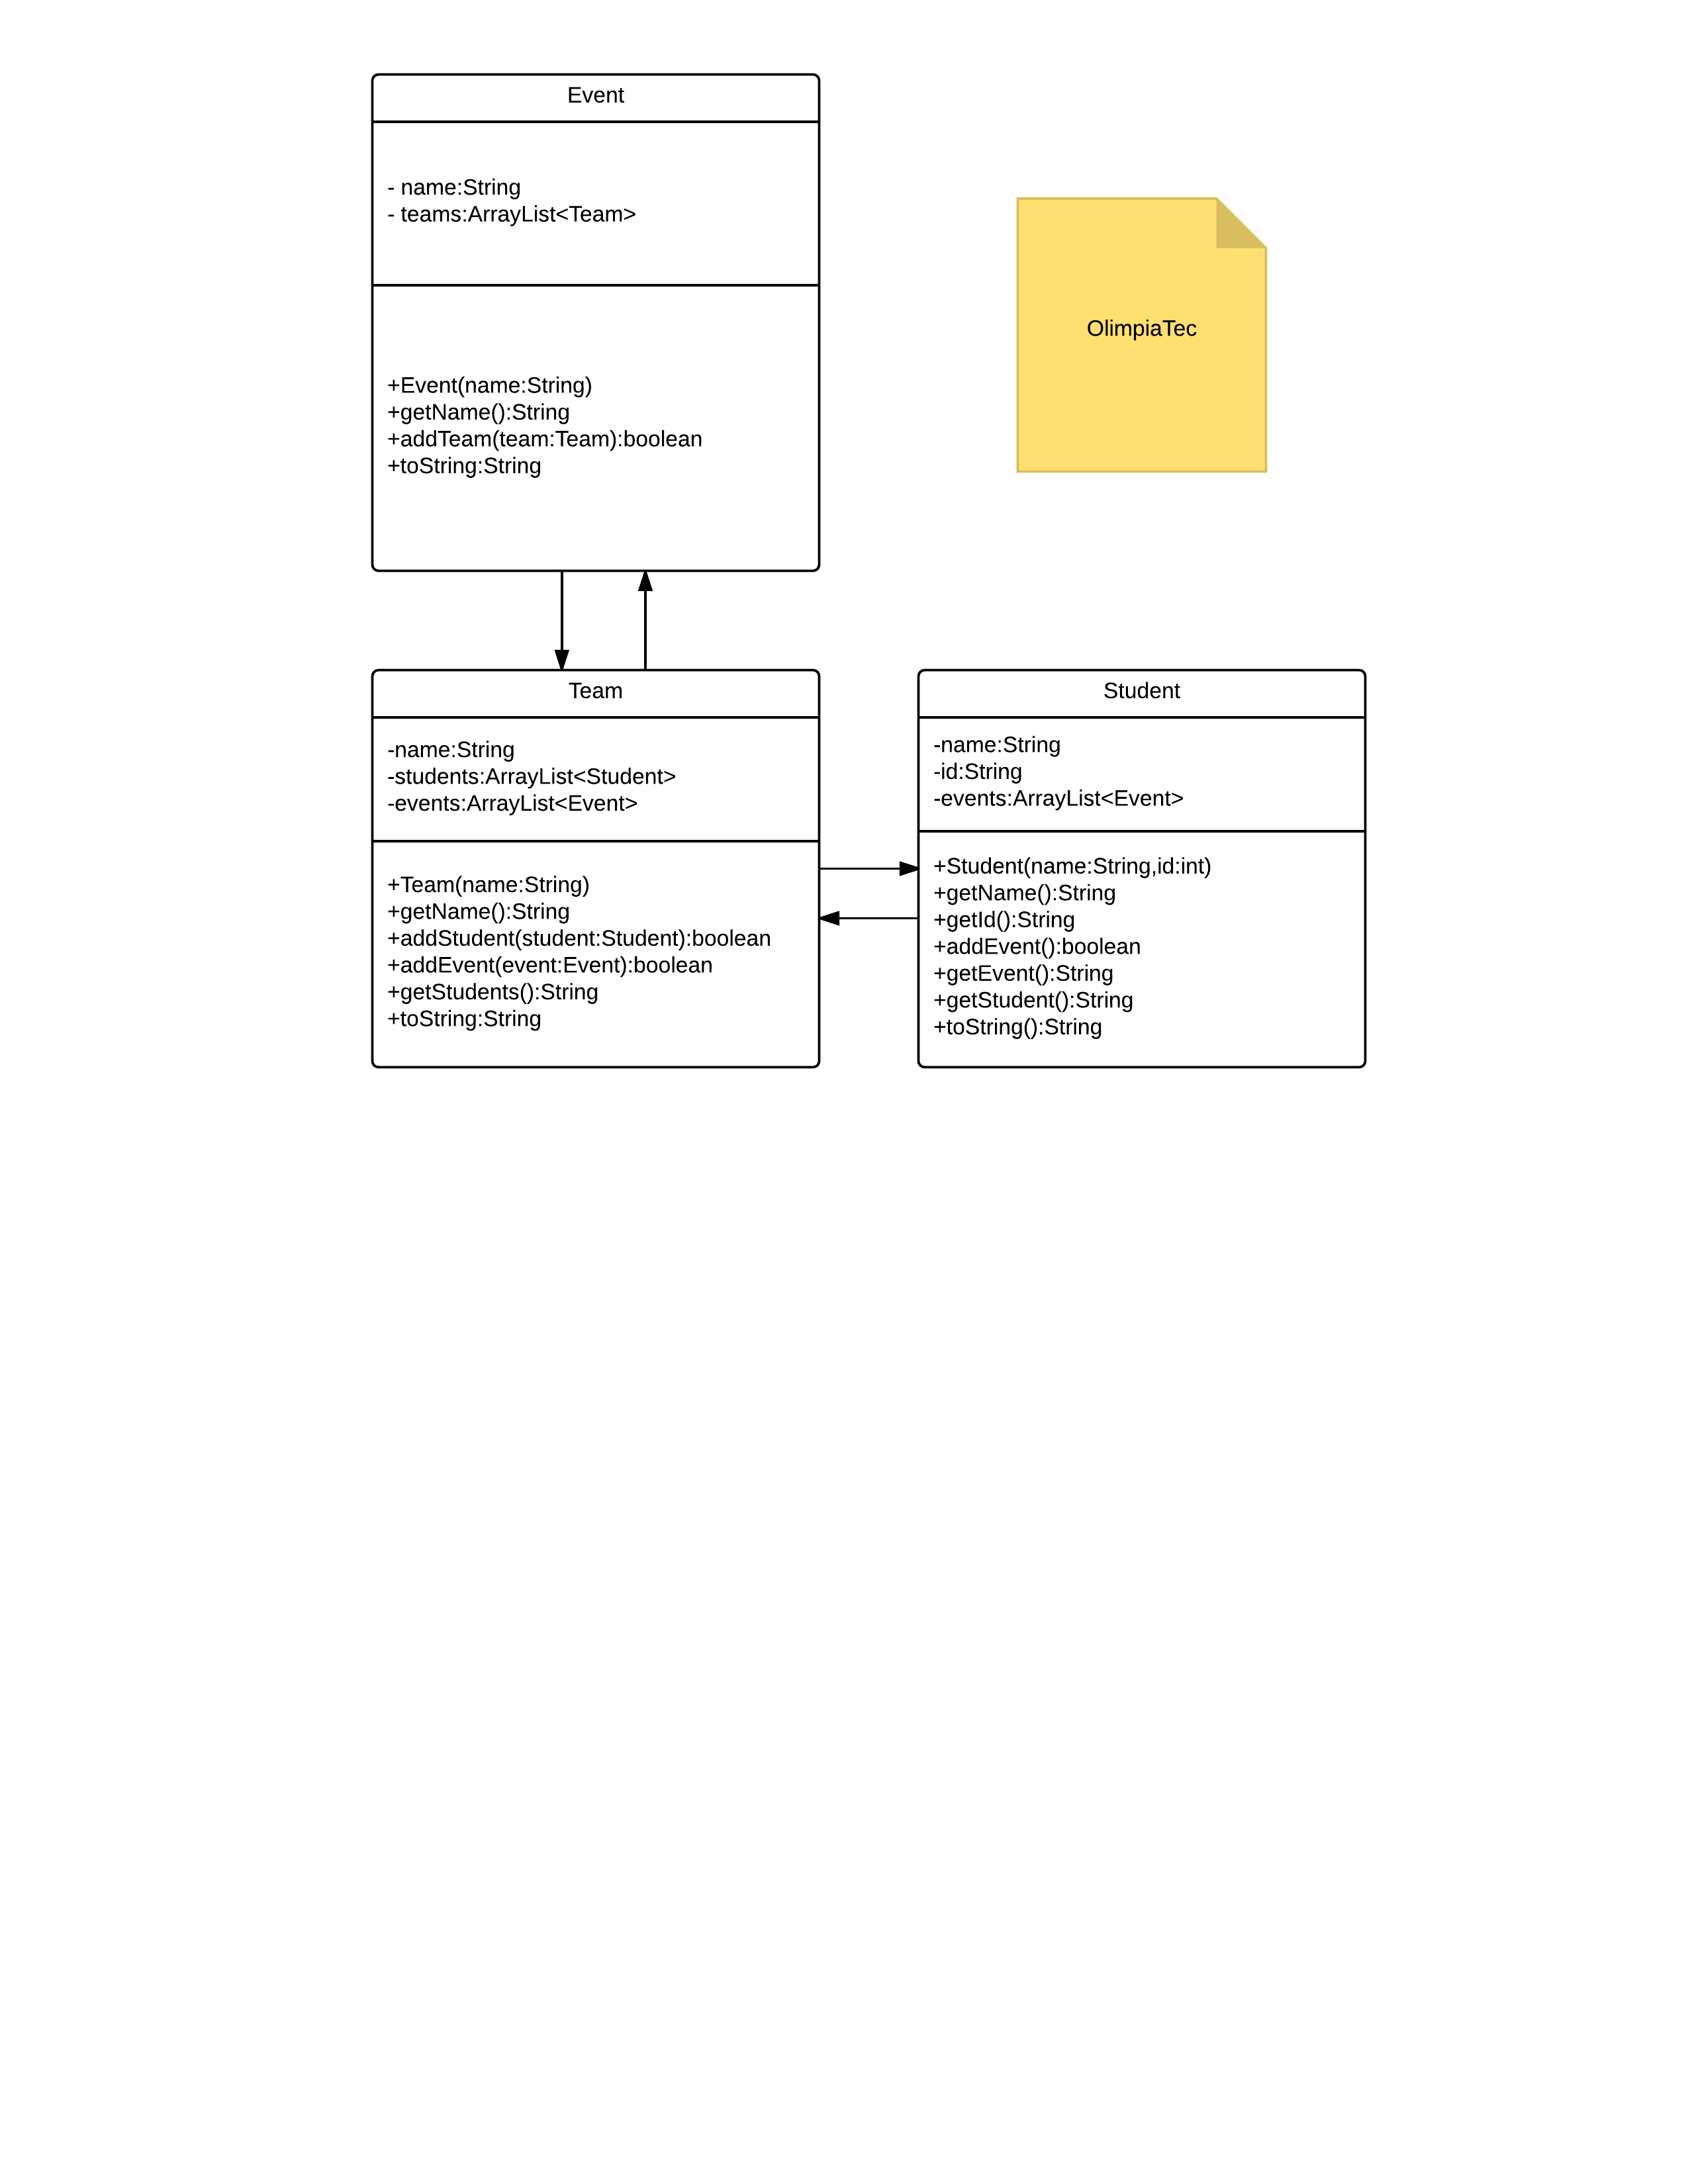 Event
- name:String
- teams:ArrayList<Team>
+Event(name:String)
+getName():String
+addTeam(team:Team):boolean
+toString:String
OlimpiaTec
Team
-name:String
-students:ArrayList<Student>
-events:ArrayList<Event>
+Team(name:String)
+getName():String
+addStudent(student:Student):boolean
+addEvent(event:Event):boolean
+getStudents():String
+toString:String
Student
-name:String
-id:String
-events:ArrayList<Event>
+Student(name:String,id:int)
+getName():String
+getId():String
+addEvent():boolean
+getEvent():String
+getStudent():String
+toString():String